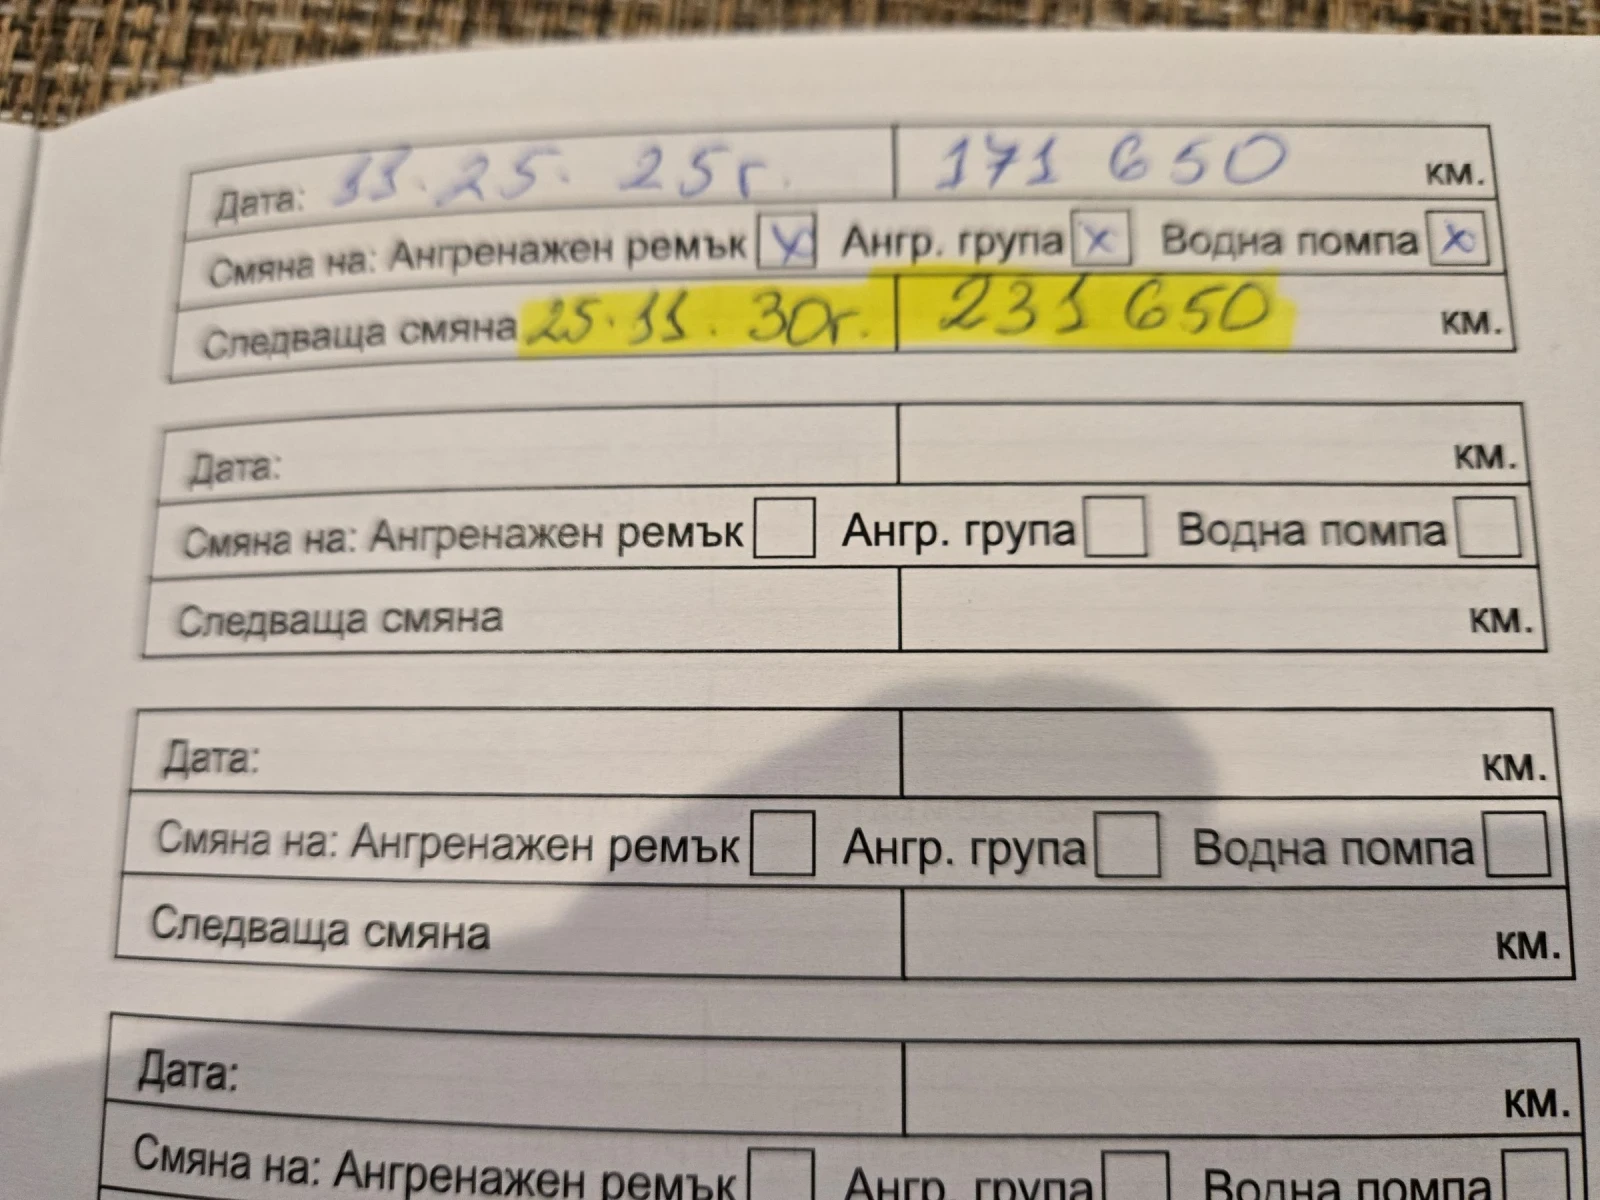 Дата: 11.25. 25г. 171 650 км.
Смяна на: Ангренажен ремък x Ангр. група x Водна помпа x
Следваща смяна 25.11.30г. 231 650 км.
Дата: км.
Смяна на: Ангренажен ремък Ангр. група Водна помпа
Следваща смяна км.
Дата: км.
Смяна на: Ангренажен ремък Ангр. група Водна помпа
Следваща смяна км.
Дата: км.
Смяна на: Ангренажен ремък Ангр. група Водна помпа